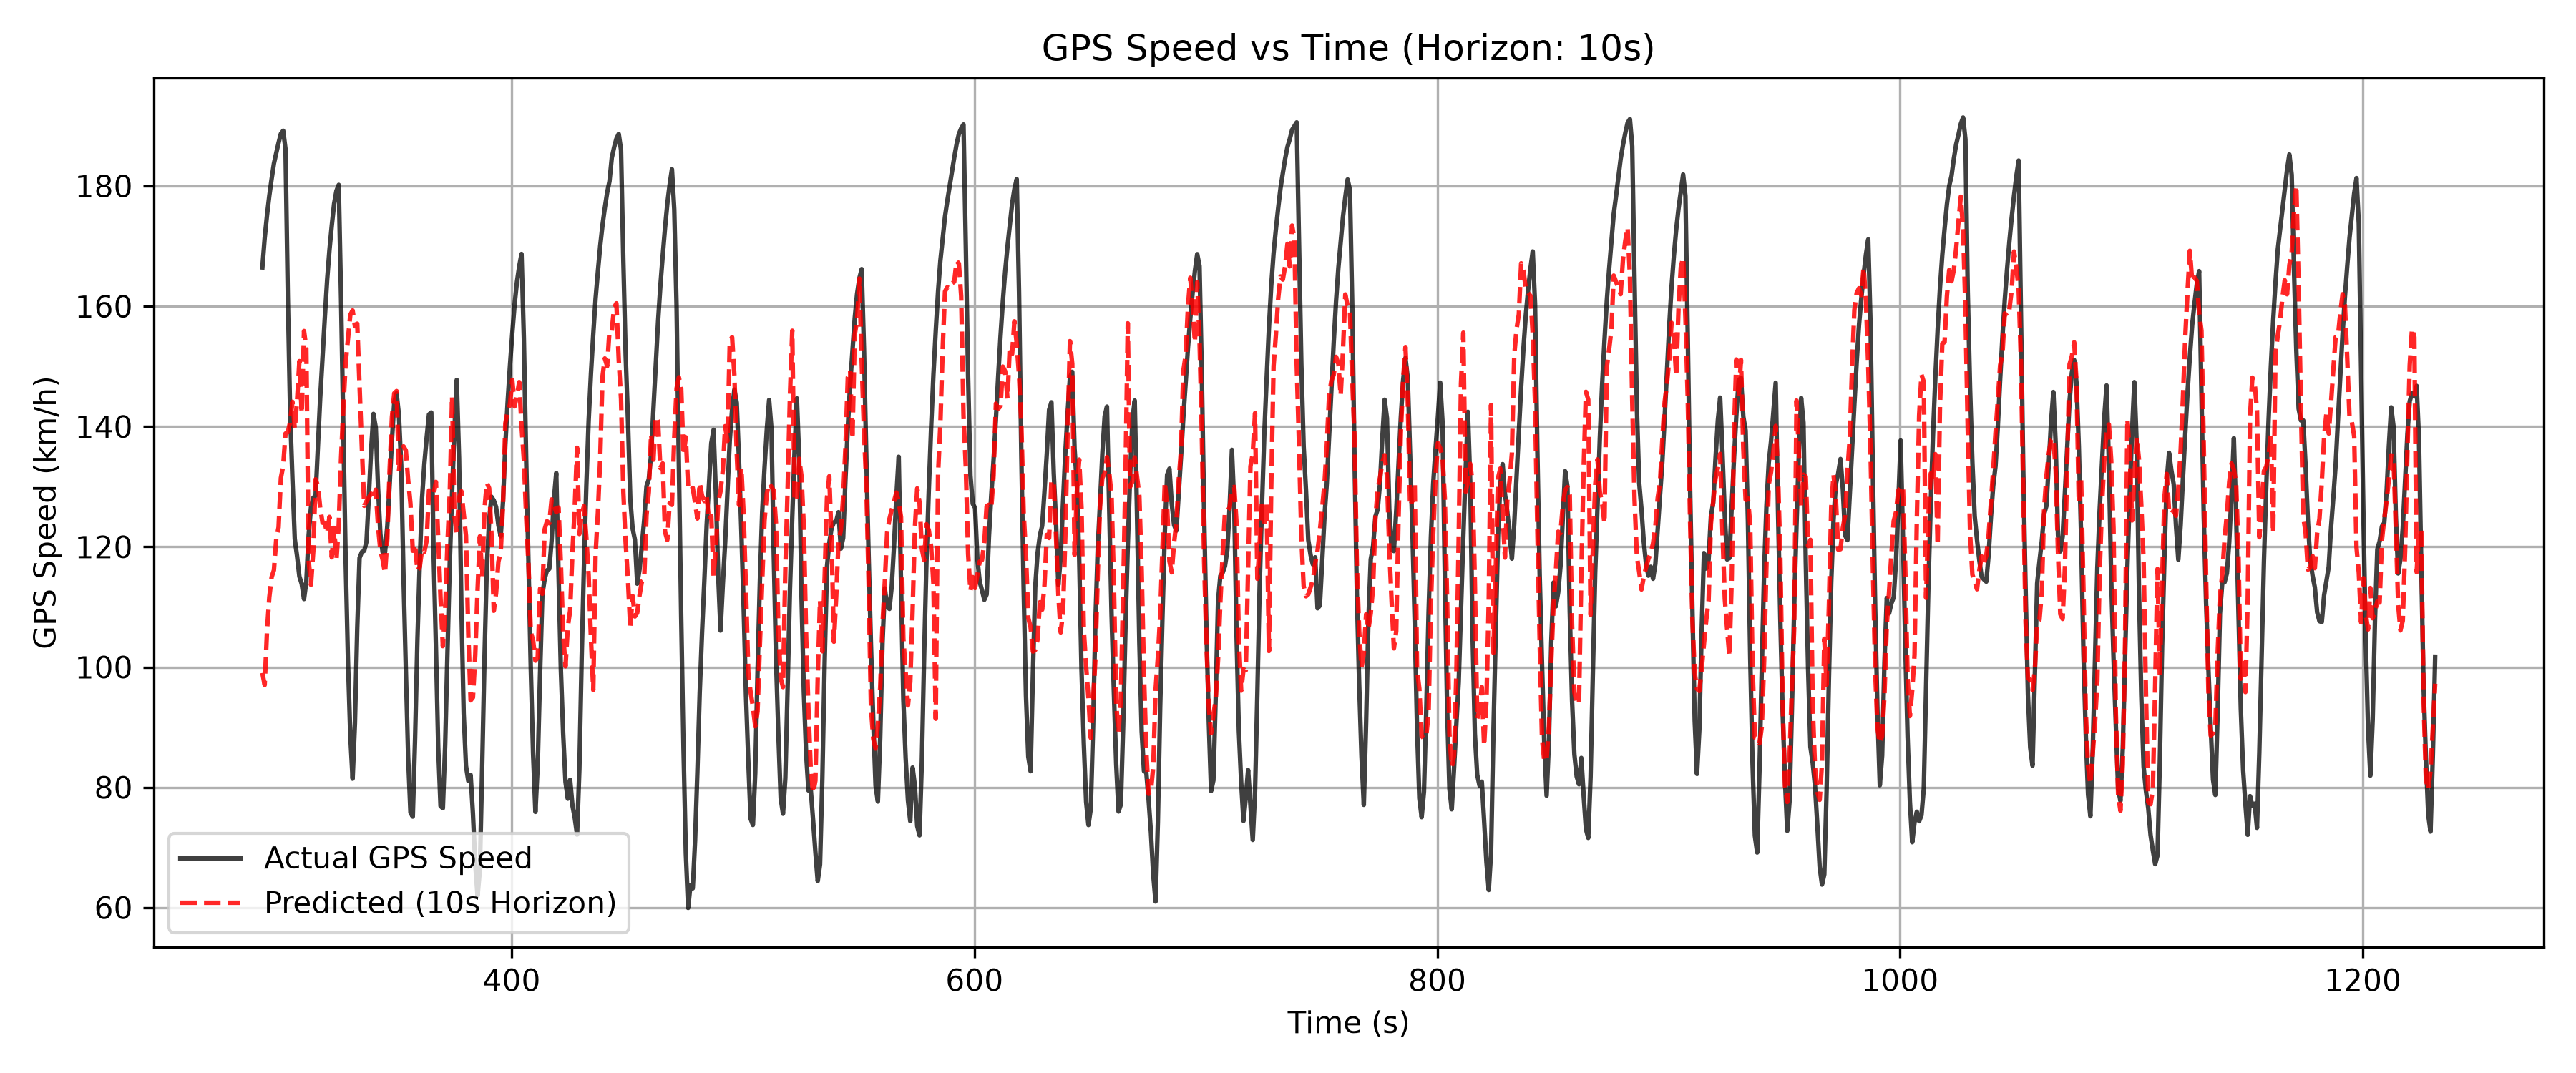 GPS Speed vs Time (Horizon: 10s)
GPS Speed (km/h)
180
160
140
120
100
80
60
Actual GPS Speed
Predicted (10s Horizon)
400
600
800
1000
1200
Time (s)